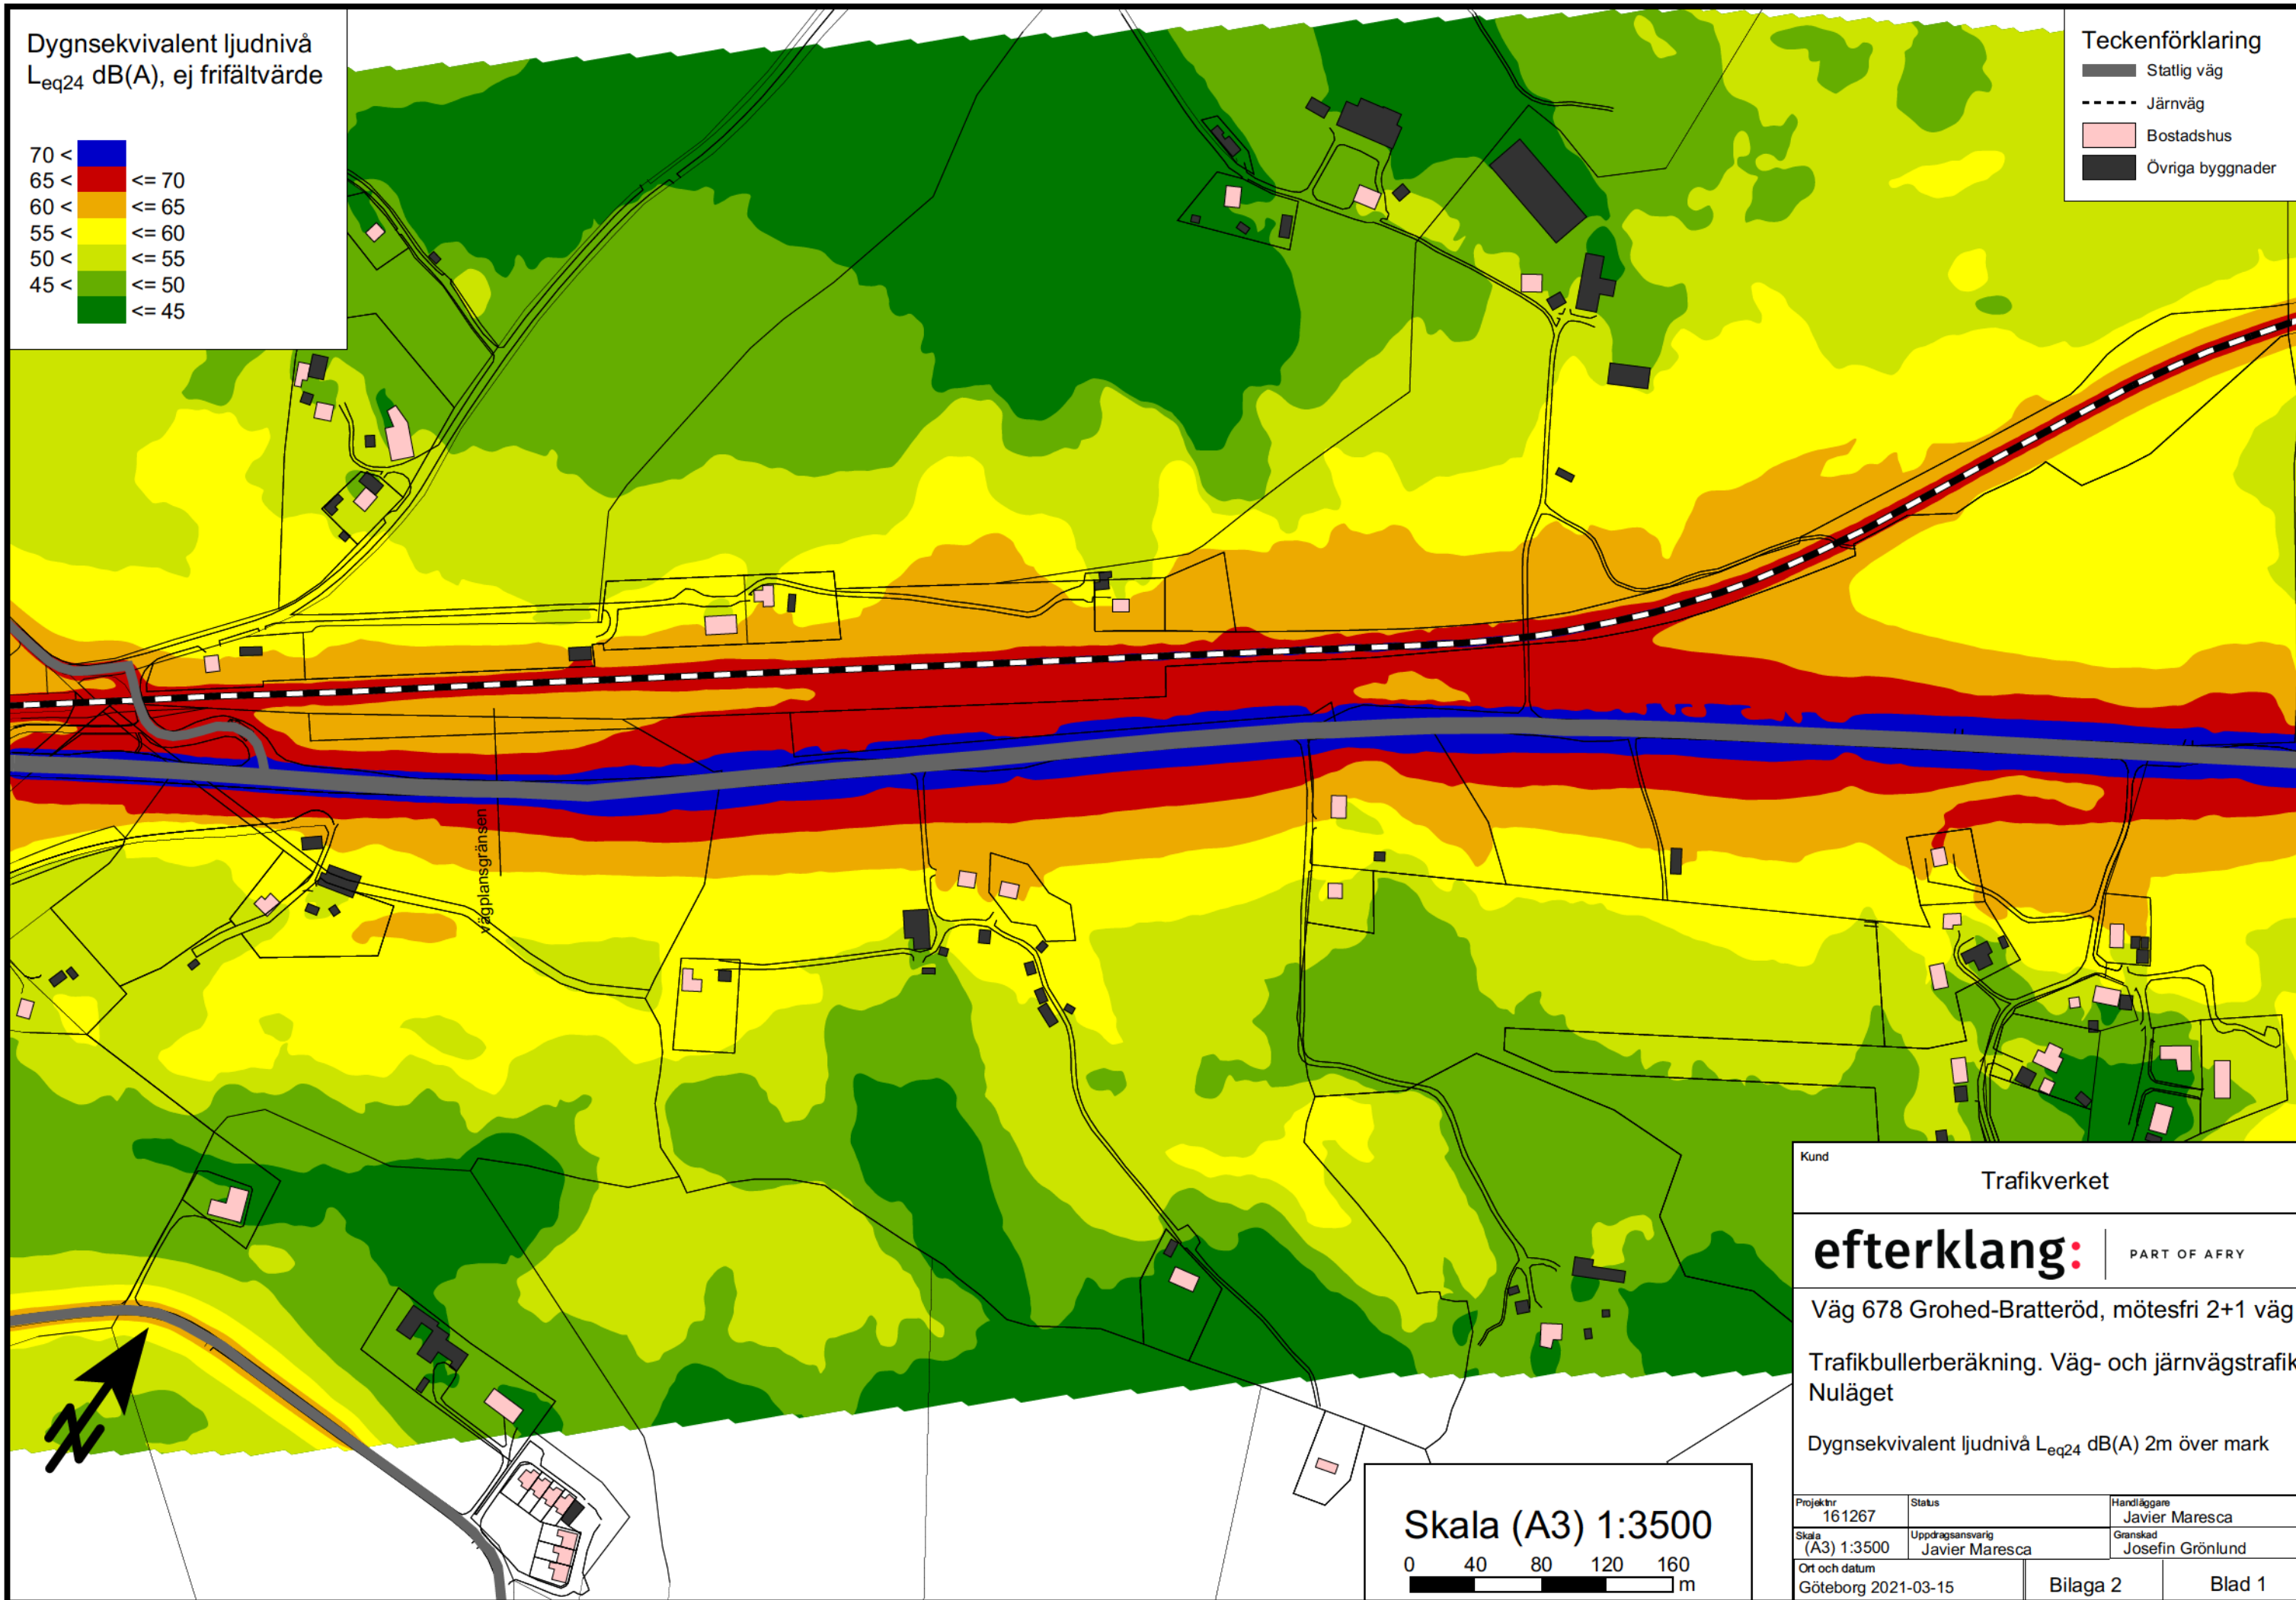 Dygnsekvivalent ljudnivå
Leq24 dB(A), ej frifältvärde
70 <
65 < <= 70
60 < <= 65
55 < <= 60
50 < <= 55
45 < <= 50
<= 45
Teckenförklaring
Statlig väg
Järnväg
Bostadshus
Övriga byggnader
vägplansgränsen
N
Skala (A3) 1:3500
0 40 80 120 160
m
Kund
Trafikverket
efterklang: PART OF AFRY
Väg 678 Grohed-Bratteröd, mötesfri 2+1 väg
Trafikbullerberäkning. Väg- och järnvägstrafik
Nuläget
Dygnsekvivalent ljudnivå Leq24 dB(A) 2m över mark
Projektnr Status Handläggare
161267 Javier Maresca
Skala Uppdragsansvarig Granskad
(A3) 1:3500 Javier Maresca Josefin Grönlund
Ort och datum
Göteborg 2021-03-15 Bilaga 2 Blad 1